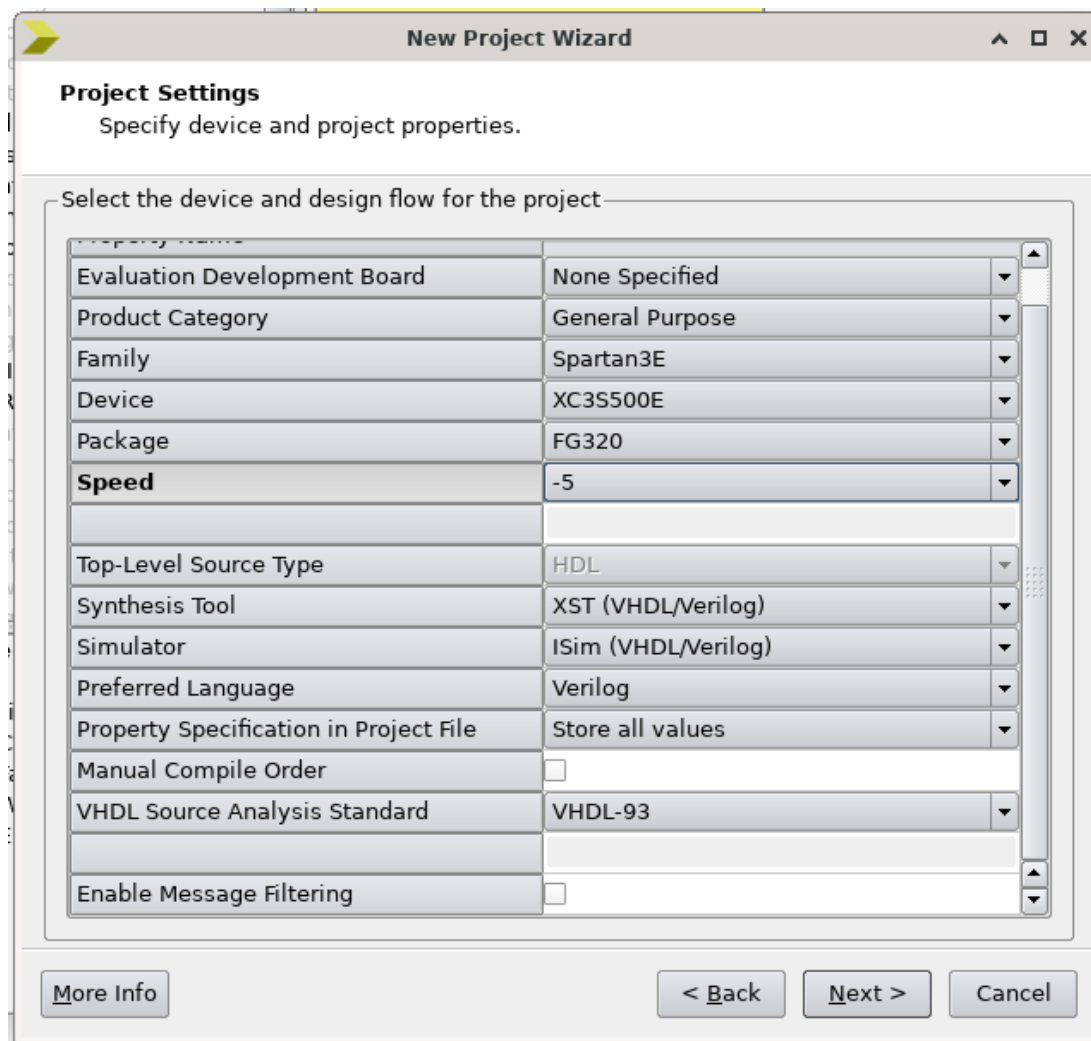 New Project Wizard
Project Settings
Specify device and project properties.
Select the device and design flow for the project
Evaluation Development Board None Specified
Product Category General Purpose
Family Spartan3E
Device XC3S500E
Package FG320
Speed -5
Top-Level Source Type HDL
Synthesis Tool XST (VHDL/Verilog)
Simulator ISim (VHDL/Verilog)
Preferred Language Verilog
Property Specification in Project File Store all values
Manual Compile Order
VHDL Source Analysis Standard VHDL-93
Enable Message Filtering
More Info < Back Next > Cancel